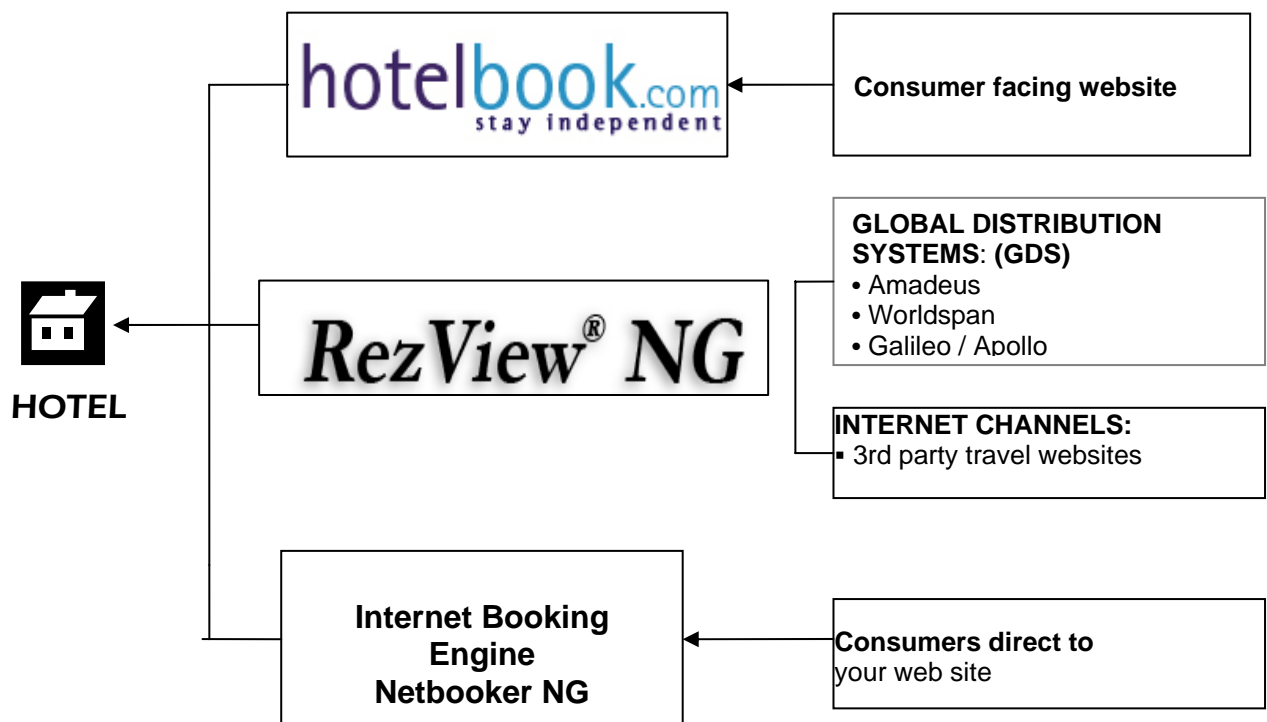 hotelbook.com
stay independent
Consumer facing website
GLOBAL DISTRIBUTION
SYSTEMS: (GDS)
• Amadeus
• Worldspan
• Galileo / Apollo
HOTEL
RezView® NG
INTERNET CHANNELS:
▪ 3rd party travel websites
Internet Booking
Engine
Netbooker NG
Consumers direct to
your web site